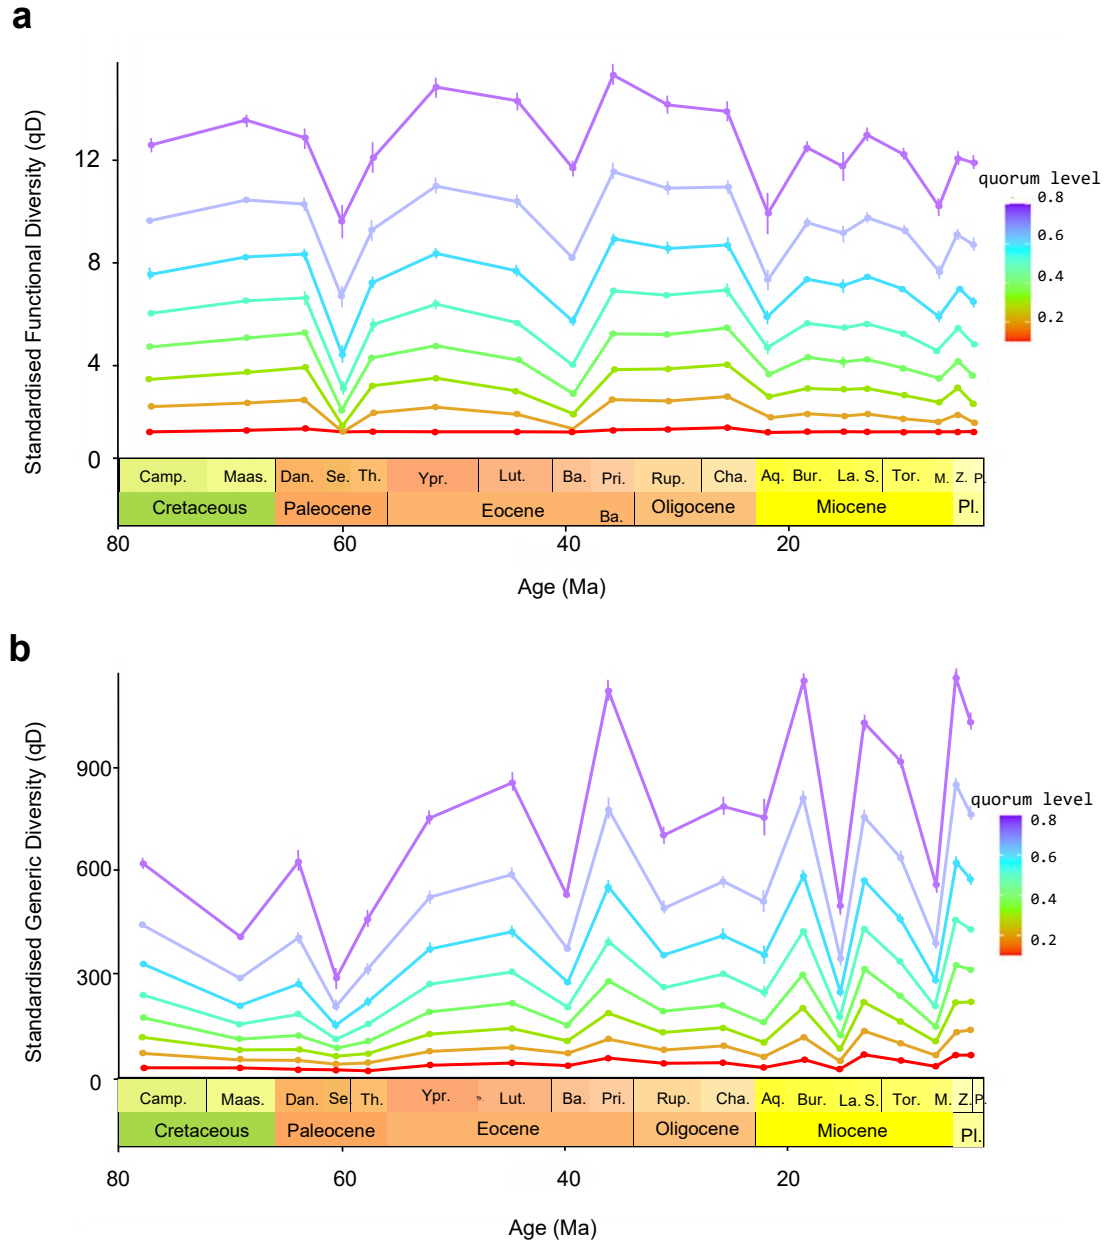 a
Standardised Functional Diversity (qD)
12
8
4
0
quorum level
0.8
0.6
0.4
0.2
Camp. Maas. Dan. Se. Th. Ypr. Lut. Ba. Pri. Rup. Cha. Aq. Bur. La. S. Tor. M. Z. P.
Cretaceous Paleocene Eocene Ba. Oligocene Miocene Pl.
80 60 40 20
Age (Ma)
b
Standardised Generic Diversity (qD)
900
600
300
0
quorum level
0.8
0.6
0.4
0.2
Camp. Maas. Dan. Se. Th. Ypr. Lut. Ba. Pri. Rup. Cha. Aq. Bur. La. S. Tor. M. Z. P.
Cretaceous Paleocene Eocene Oligocene Miocene Pl.
80 60 40 20
Age (Ma)